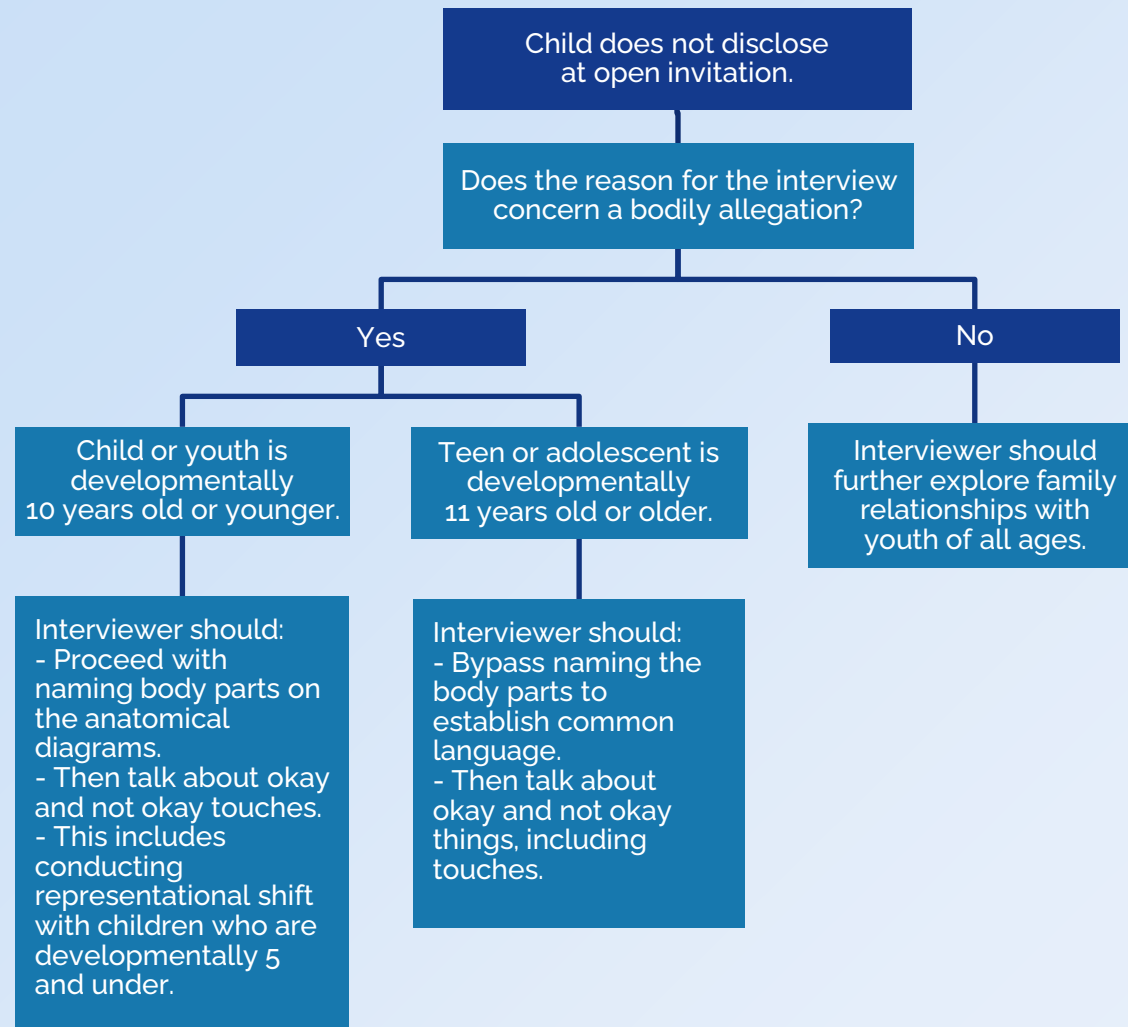 Child does not disclose
at open invitation.
Does the reason for the interview
concern a bodily allegation?
Yes
No
Child or youth is
developmentally
10 years old or younger.
Teen or adolescent is
developmentally
11 years old or older.
Interviewer should
further explore family
relationships with
youth of all ages.
Interviewer should:
- Proceed with
naming body parts on
the anatomical
diagrams.
- Then talk about okay
and not okay touches.
- This includes
conducting
representational shift
with children who are
developmentally 5
and under.
Interviewer should:
- Bypass naming the
body parts to
establish common
language.
- Then talk about
okay and not okay
things, including
touches.